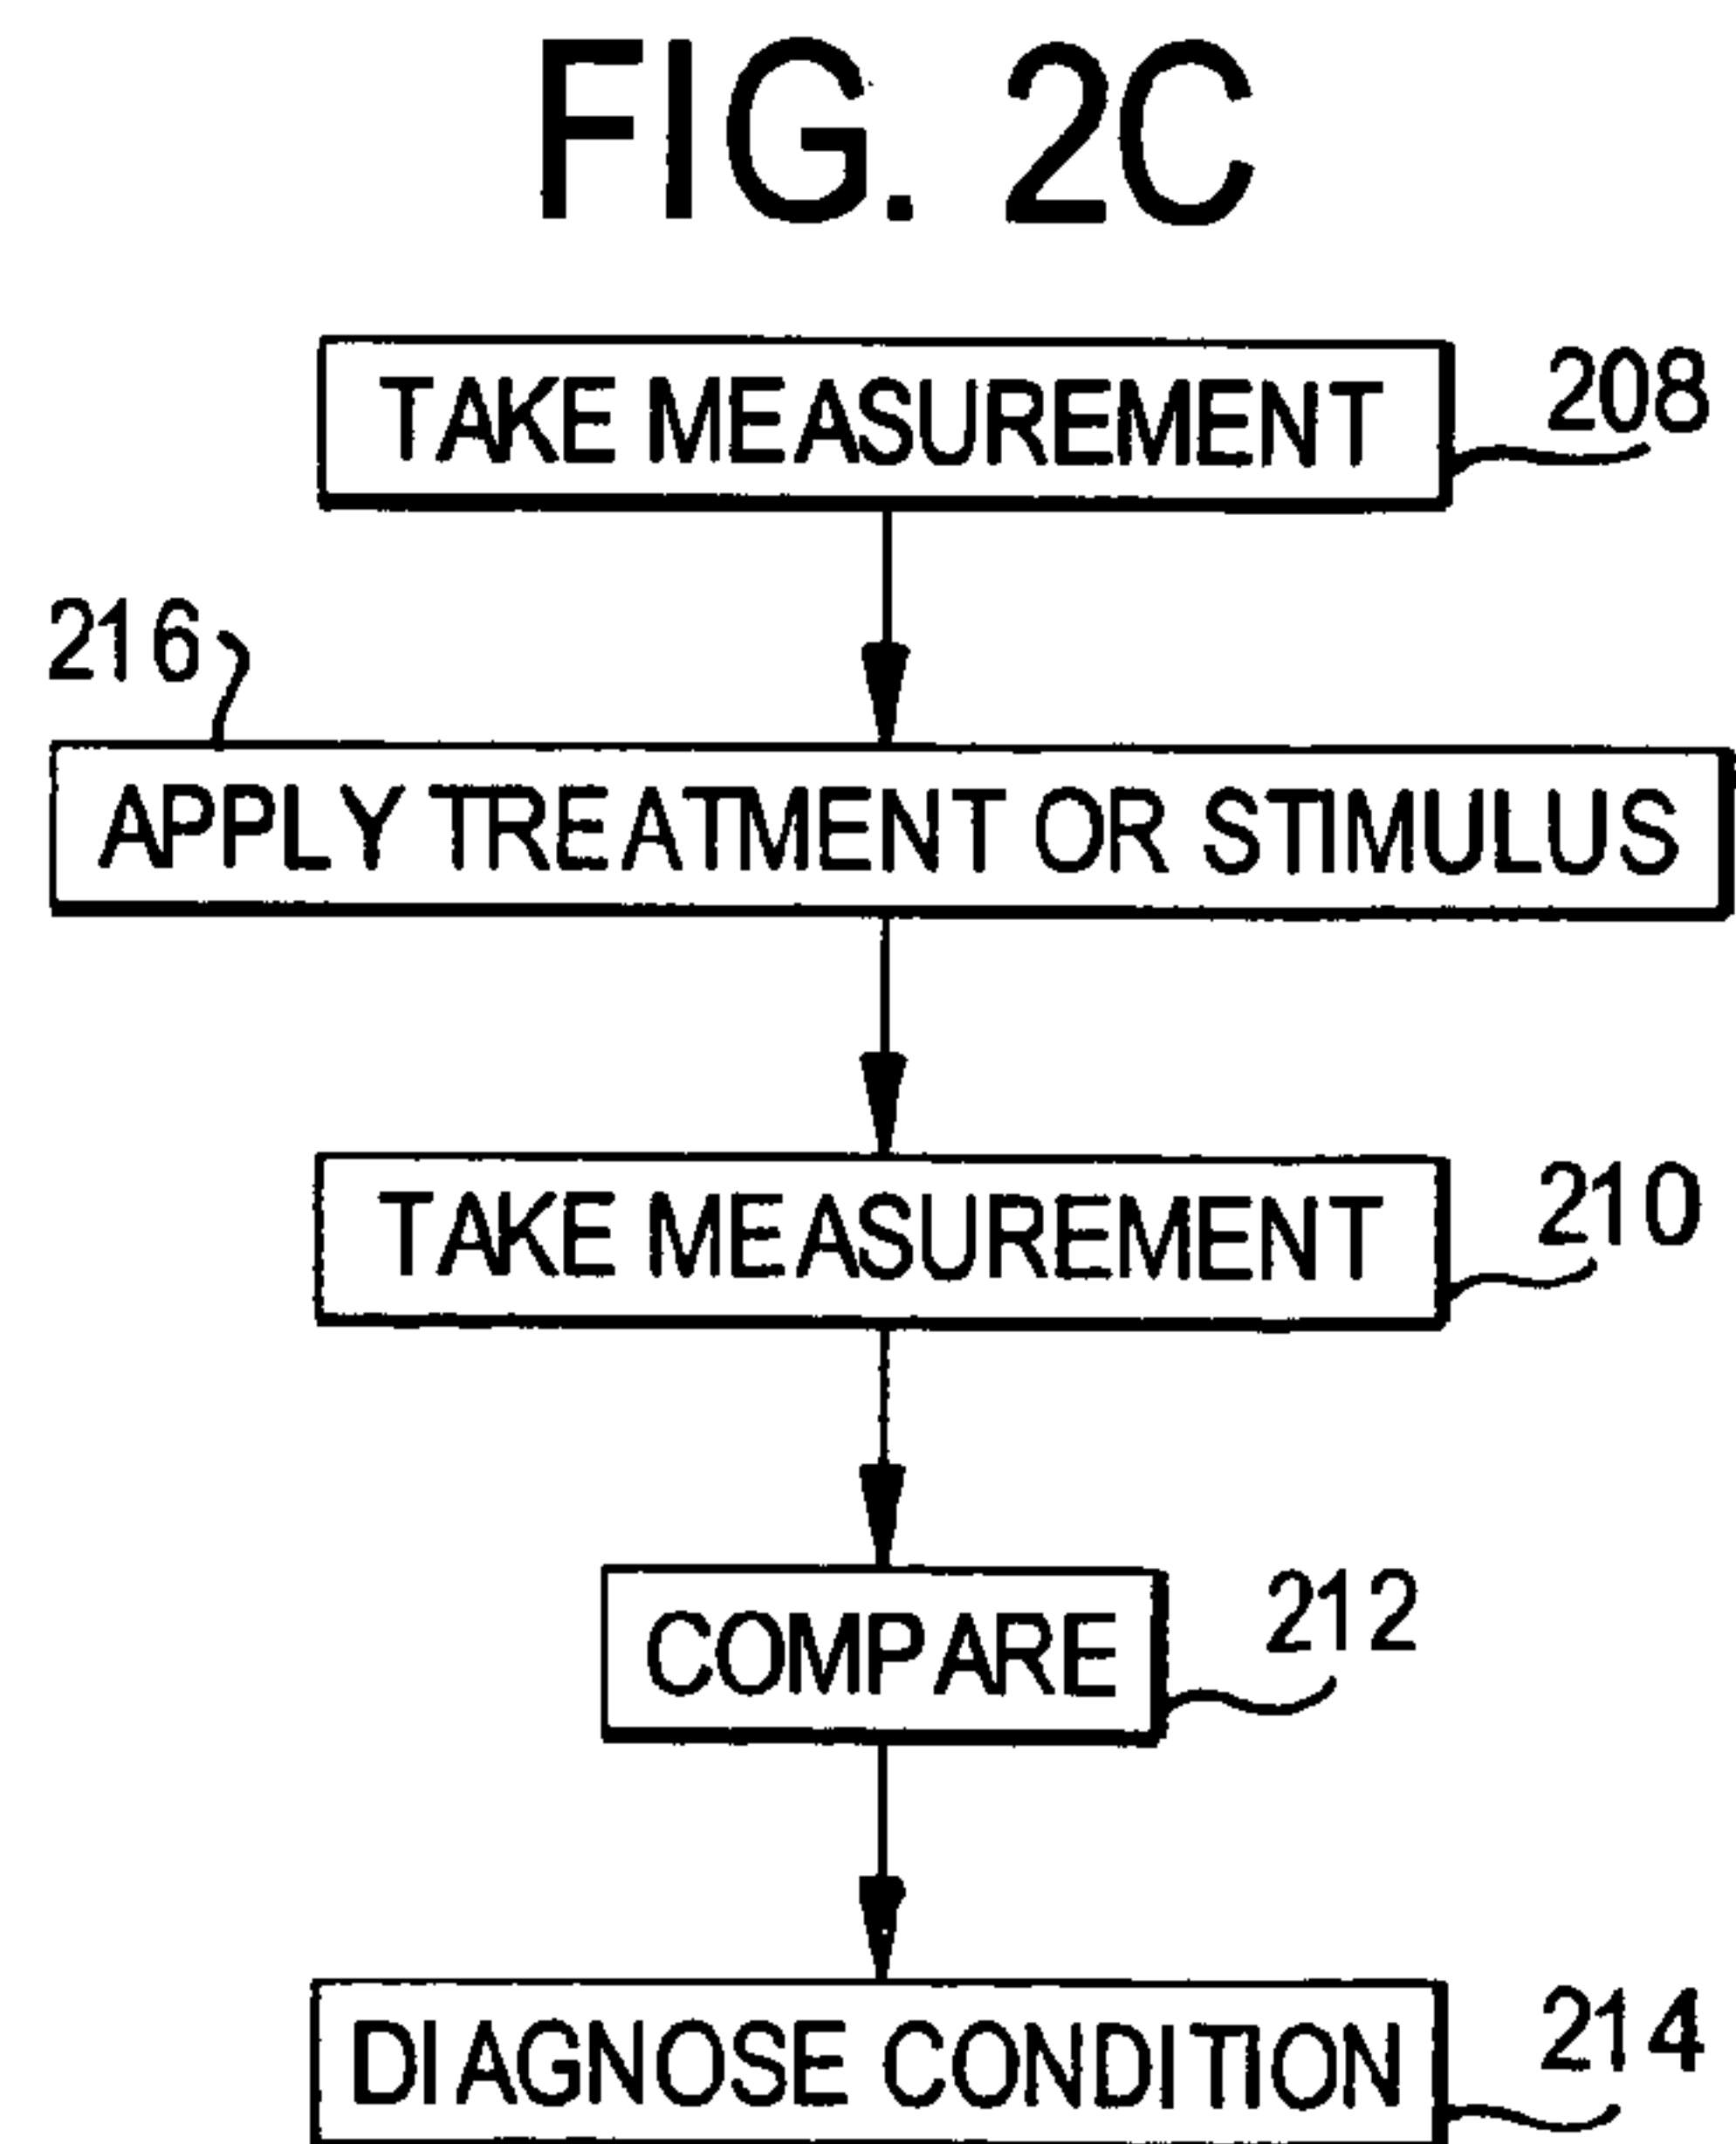 FIG. 2C
TAKE MEASUREMENT
208
216
APPLY TREATMENT OR STIMULUS
TAKE MEASUREMENT
210
COMPARE
212
DIAGNOSE CONDITION
214